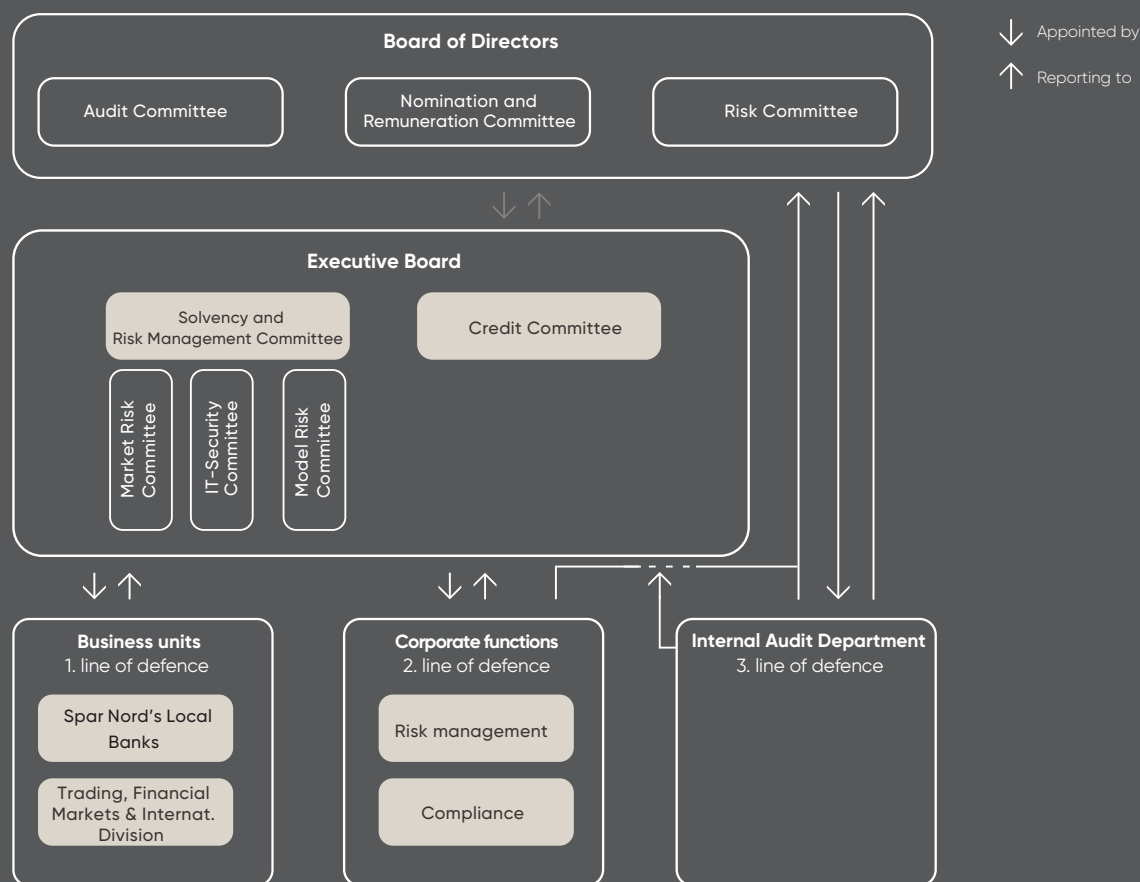 Board of Directors
Audit Committee
Nomination and
Remuneration Committee
Risk Committee
Appointed by
Reporting to
Executive Board
Solvency and
Risk Management Committee
Credit Committee
Market Risk
Committee
IT-Security
Committee
Model Risk
Committee
Business units
1. line of defence
Spar Nord's Local
Banks
Trading, Financial
Markets & Internat.
Division
Corporate functions
2. line of defence
Risk management
Compliance
Internal Audit Department
3. line of defence